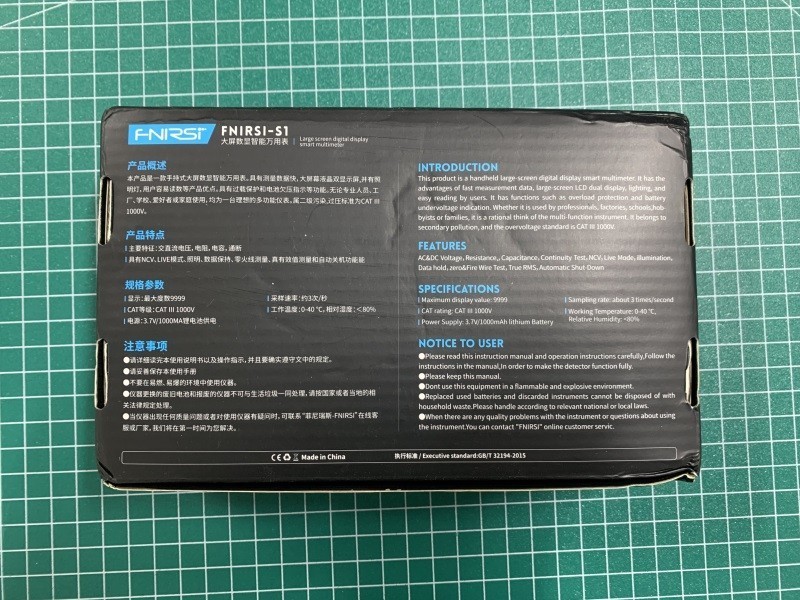 FNIRSI
FNIRSI-S1
大屏数显智能万用表
Large screen digital display
smart multimeter
产品概述
本产品是一款手持式大屏数显智能万用表。具有测量数据快，大屏幕液晶双显示屏，并有照
明灯，用户容易读数等产品优点。具有过载保护和电池欠压指示等功能。无论专业人员、工
厂、学校、爱好者或家庭使用，均为一台理想的多功能仪表。属二级污染，过压标准为CAT III
1000V。
产品特点
主要特征：交直流电压，电阻，电容，通断
具有NCV、LIVE模式、照明、数据保持、零火线测量、真有效值测量和自动关机功能能
规格参数
显示：最大度数9999
采样速率：约3次/秒
CAT等级：CAT III 1000V
工作温度：0-40 ℃，相对湿度：＜80%
电源：3.7V/1000MA锂电池供电
注意事项
●请详细读完本使用说明书以及操作指示，并且要确实遵守文中的规定。
●请妥善保存本使用手册
●不要在易燃、易爆的环境中使用仪器。
●仪器更换的废旧电池和报废的仪器不可与生活垃圾一同处理，请按国家或者当地的相
关法律规定处理。
●当仪器出现任何质量问题或者对使用仪器有疑问时，可联系“菲尼瑞斯-FNIRSI”在线客
服或厂家，我们将在第一时间为您解决。
INTRODUCTION
This product is a handheld large-screen digital display smart multimeter. It has the
advantages of fast measurement data, large-screen LCD dual display, lighting, and
easy reading by users. It has functions such as overload protection and battery
undervoltage indication. Whether it is used by professionals, factories, schools,hob-
byists or families, it is a rational think of the multi-function instrument. It belongs to
secondary pollution, and the overvoltage standard is CAT III 1000V.
FEATURES
AC&DC Voltage, Resistance,, Capacitance, Continuity Test, NCV, Live Mode, illumination,
Data hold, zero&Fire Wire Test, True RMS, Automatic Shut-Down
SPECIFICATIONS
Maximum display value: 9999
Sampling rate: about 3 times/second
CAT rating: CAT III 1000V
Working Temperature: 0-40 ℃,
Relative Humidity: <80%
Power Supply: 3.7V/1000mAH lithium Battery
NOTICE TO USER
●Please read this instruction manual and operation instructions carefully,Follow the
instructions in the manual,In order to make the detector function fully.
●Please keep this manual.
●Dont use this equipment in a flammable and explosive environment.
●Replaced used batteries and discarded instruments cannot be disposed of with
household waste.Please handle according to relevant national or local laws.
●When there are any quality problems with the instrument or questions about using
the instrument.You can contact "FNIRSI" online customer servic.
CE Made in China
执行标准 / Executive standard:GB/T 32194-2015